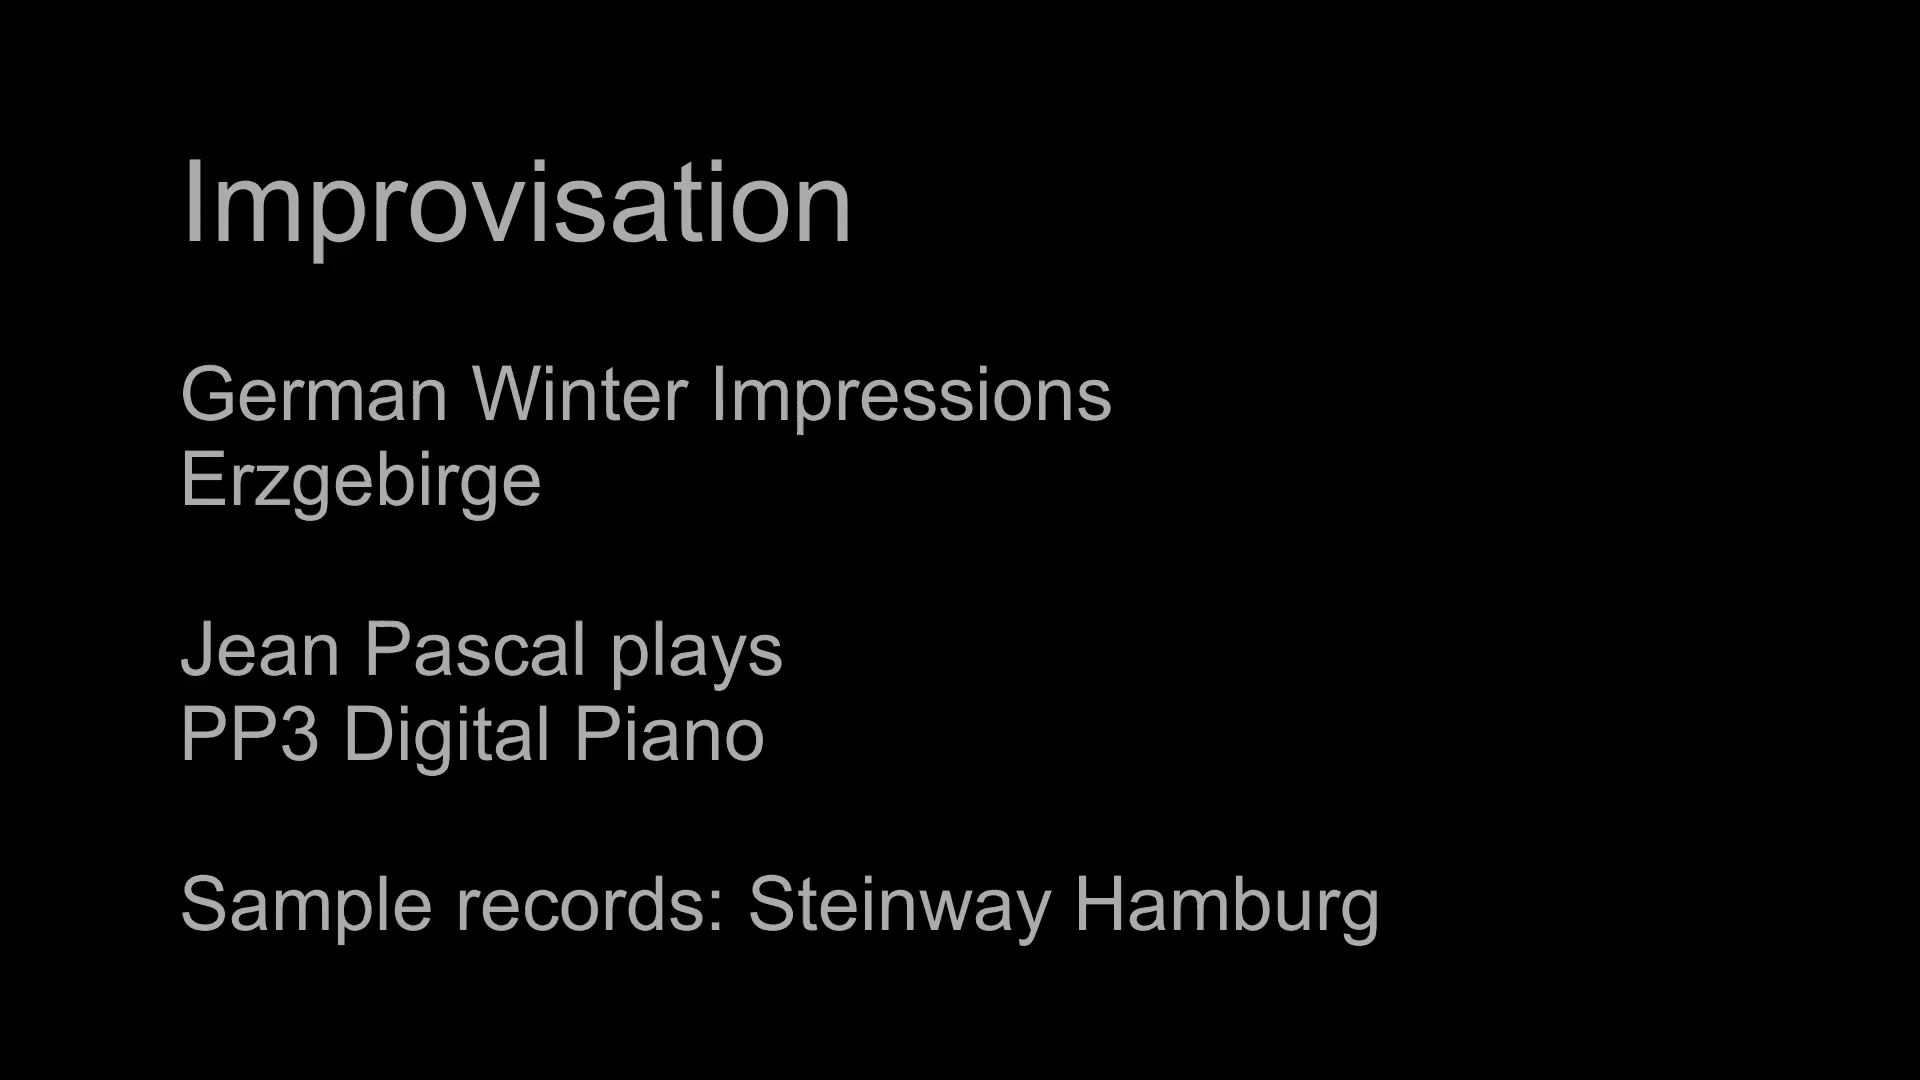 Improvisation
German Winter Impressions
Erzgebirge
Jean Pascal plays
PP3 Digital Piano
Sample records: Steinway Hamburg